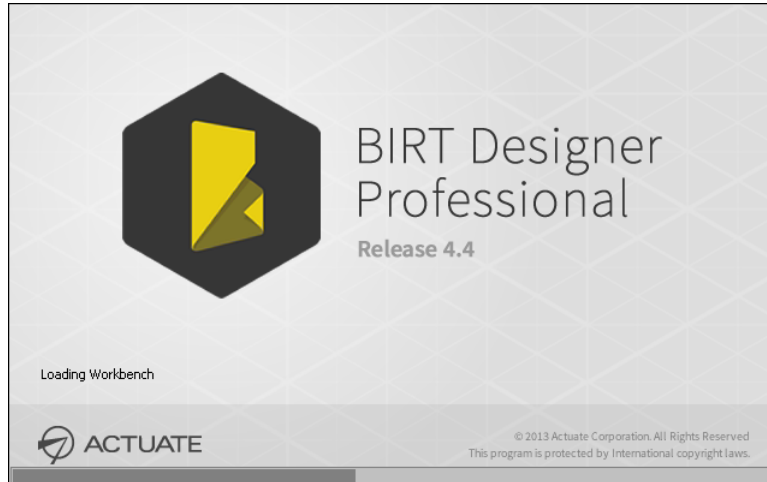 BIRT Designer
Professional
Release 4.4
Loading Workbench
ACTUATE
© 2013 Actuate Corporation. All Rights Reserved
This program is protected by International copyright laws.